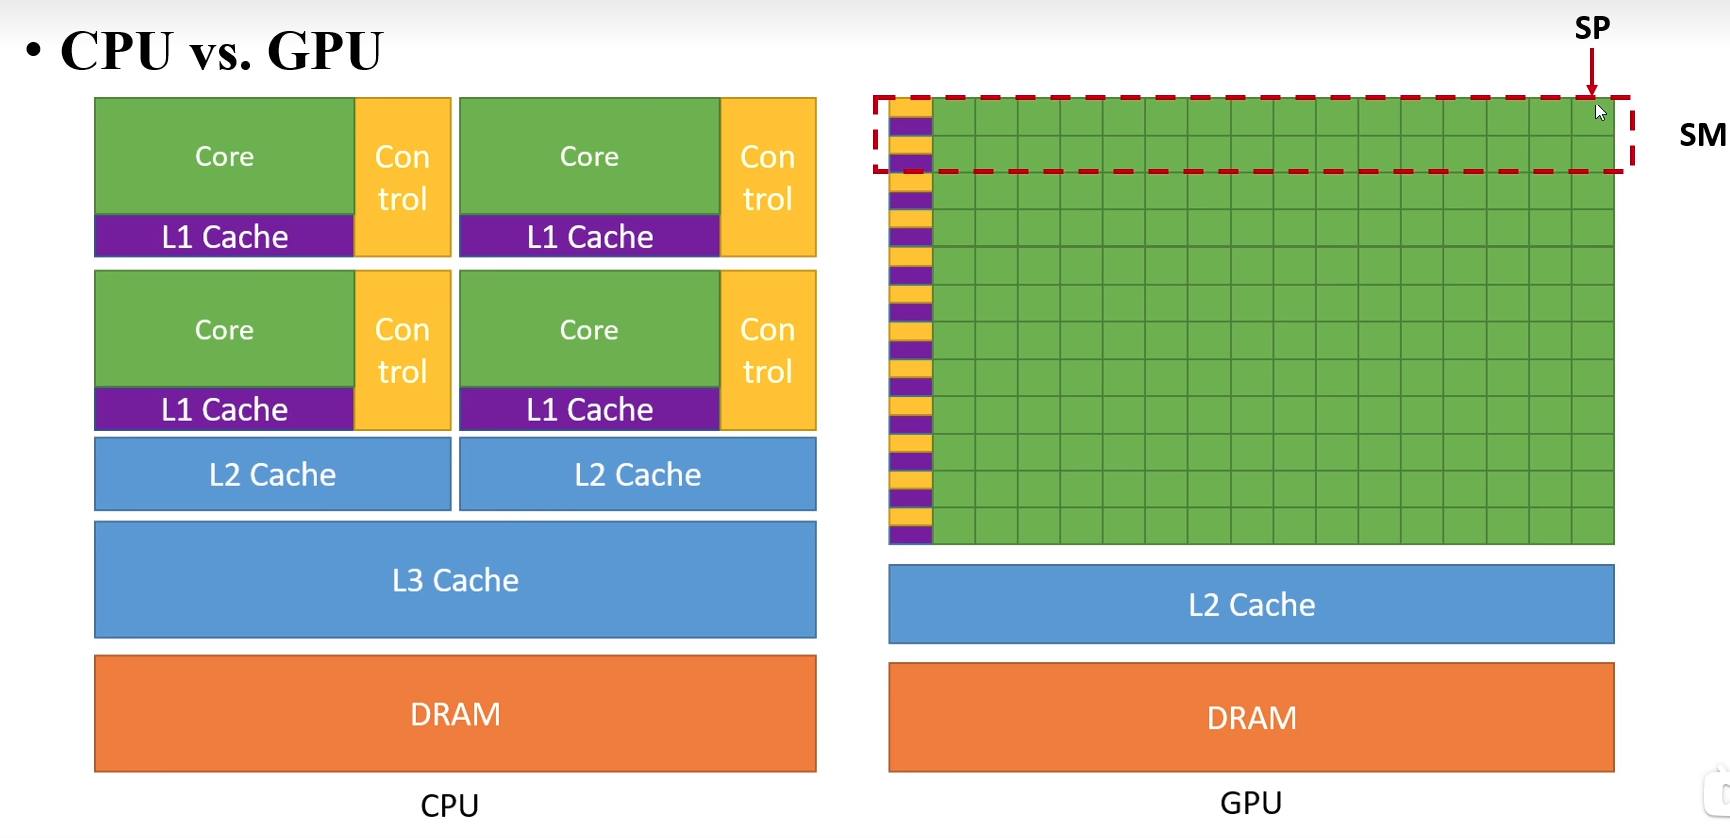 • CPU vs. GPU
SP
SM
Core
Con
trol
L1 Cache
Core
Con
trol
L1 Cache
Core
Con
trol
L1 Cache
Core
Con
trol
L1 Cache
L2 Cache
L2 Cache
L3 Cache
DRAM
CPU
L2 Cache
DRAM
GPU